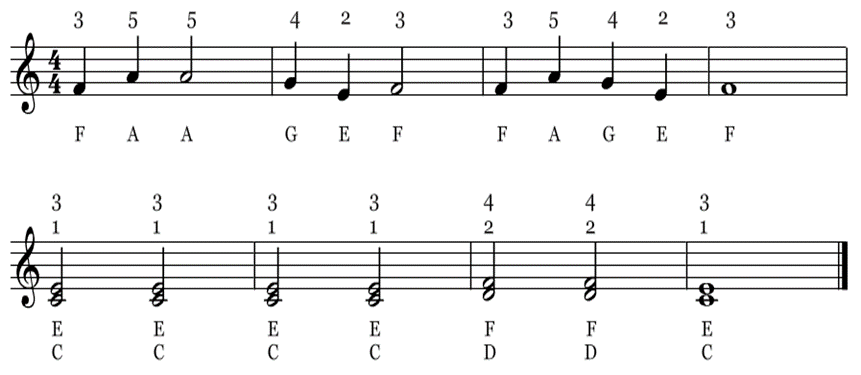 3 5 5 4 2 3 3 5 4 2 3
4
4
F A A G E F F A G E F
3 3 3 3 4 4 3
1 1 1 1 2 2 1
E E E E F F E
C C C C D D C